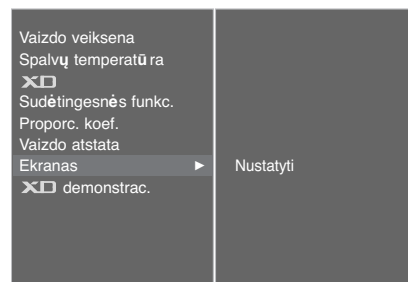 Vaizdo veiksena
Spalvų temperatūra
XD
Sudėtingesnės funkc.
Proporc. koef.
Vaizdo atstata
Ekranas ►
Nustatyti
XD demonstrac.